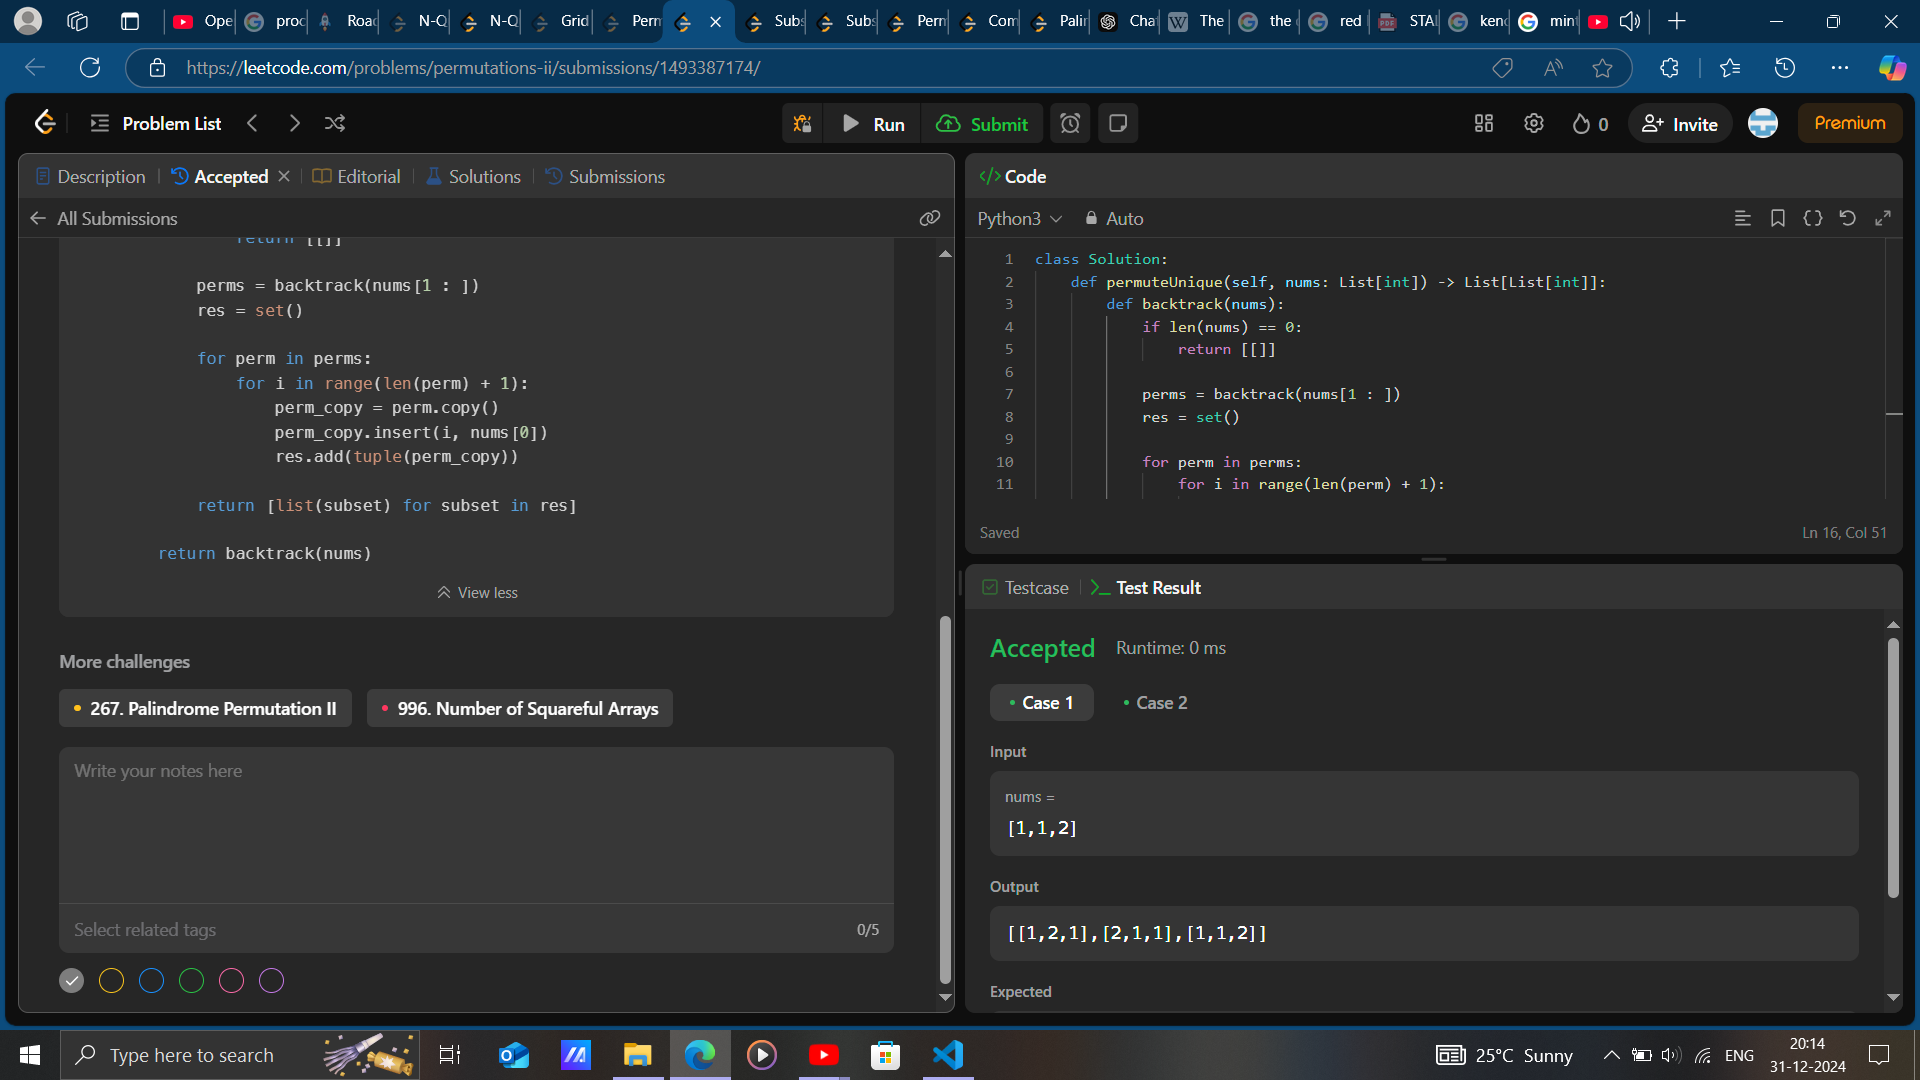 Ope
proc
Road
N-Q
N-Q
Grid
Perm
Subs
Subs
Perm
Com
Palin
Chat
The
the
red
STA
kend
mint
https://leetcode.com/problems/permutations-ii/submissions/1493387174/
Problem List
Run
Submit
0
Invite
Premium
Description
Accepted
Editorial
Solutions
Submissions
All Submissions
return [[]]
perms = backtrack(nums[1 : ])
res = set()
for perm in perms:
for i in range(len(perm) + 1):
perm_copy = perm.copy()
perm_copy.insert(i, nums[0])
res.add(tuple(perm_copy))
return [list(subset) for subset in res]
return backtrack(nums)
View less
More challenges
267. Palindrome Permutation II
996. Number of Squareful Arrays
Write your notes here
Select related tags
0/5
</> Code
Python3
Auto
1 class Solution:
2 def permuteUnique(self, nums: List[int]) -> List[List[int]]:
3 def backtrack(nums):
4 if len(nums) == 0:
5 return [[]]
6
7 perms = backtrack(nums[1 : ])
8 res = set()
9
10 for perm in perms:
11 for i in range(len(perm) + 1):
Saved
Ln 16, Col 51
Testcase
Test Result
Accepted
Runtime: 0 ms
Case 1
Case 2
Input
nums =
[1,1,2]
Output
[[1,2,1],[2,1,1],[1,1,2]]
Expected
Type here to search
25°C Sunny
ENG
20:14
31-12-2024